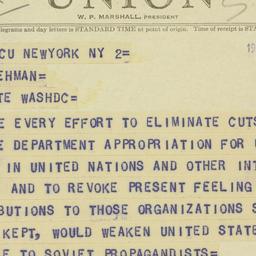 UNION
W. P. MARSHALL, PRESIDENT
legrams and day letters is STANDARD TIME at point of origin. Time of receipt is STA
CU NEWYORK NY 2=
EHMAN=
TE WASHDC=
E EVERY EFFORT TO ELIMINATE CUTS
E DEPARTMENT APPROPRIATION FOR
IN UNITED NATIONS AND OTHER INT
AND TO REVOKE PRESENT FEELING
BUTIONS TO THOSE ORGANIZATIONS S
KEPT, WOULD WEAKEN UNITED STATE
E TO SOVIET PROPAGANDISTS=